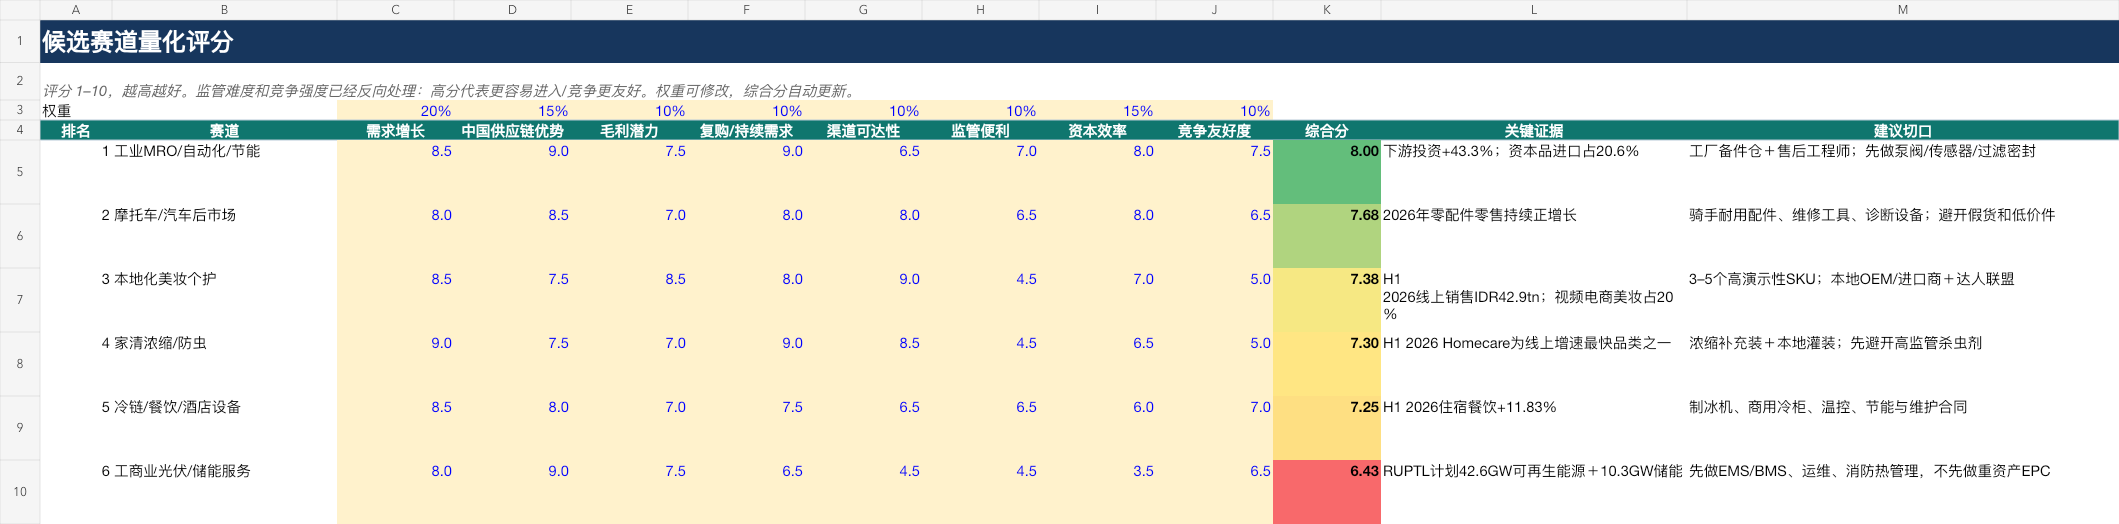 A B C D E F G H I J K L M
1 候选赛道量化评分
2 评分 1–10，越高越好。监管难度和竞争强度已经反向处理：高分代表更容易进入/竞争更友好。权重可修改，综合分自动更新。
3 权重 20% 15% 10% 10% 10% 10% 15% 10%
4 排名 赛道 需求增长 中国供应链优势 毛利潜力 复购/持续需求 渠道可达性 监管便利 资本效率 竞争友好度 综合分 关键证据 建议切口
5 1 工业MRO/自动化/节能 8.5 9.0 7.5 9.0 6.5 7.0 8.0 7.5 8.00 下游投资+43.3%；资本品进口占20.6% 工厂备件仓＋售后工程师；先做泵阀/传感器/过滤密封
6 2 摩托车/汽车后市场 8.0 8.5 7.0 8.0 8.0 6.5 8.0 6.5 7.68 2026年零配件零售持续正增长 骑手耐用配件、维修工具、诊断设备；避开假货和低价件
7 3 本地化美妆个护 8.5 7.5 8.5 8.0 9.0 4.5 7.0 5.0 7.38 H1 3–5个高演示性SKU；本地OEM/进口商＋达人联盟
2026线上销售IDR42.9tn；视频电商美妆占20
%
8 4 家清浓缩/防虫 9.0 7.5 7.0 9.0 8.5 4.5 6.5 5.0 7.30 H1 2026 Homecare为线上增速最快品类之一 浓缩补充装＋本地灌装；先避开高监管杀虫剂
9 5 冷链/餐饮/酒店设备 8.5 8.0 7.0 7.5 6.5 6.5 6.0 7.0 7.25 H1 2026住宿餐饮+11.83% 制冰机、商用冷柜、温控、节能与维护合同
10 6 工商业光伏/储能服务 8.0 9.0 7.5 6.5 4.5 4.5 3.5 6.5 6.43 RUPTL计划42.6GW可再生能源＋10.3GW储能 先做EMS/BMS、运维、消防热管理，不先做重资产EPC